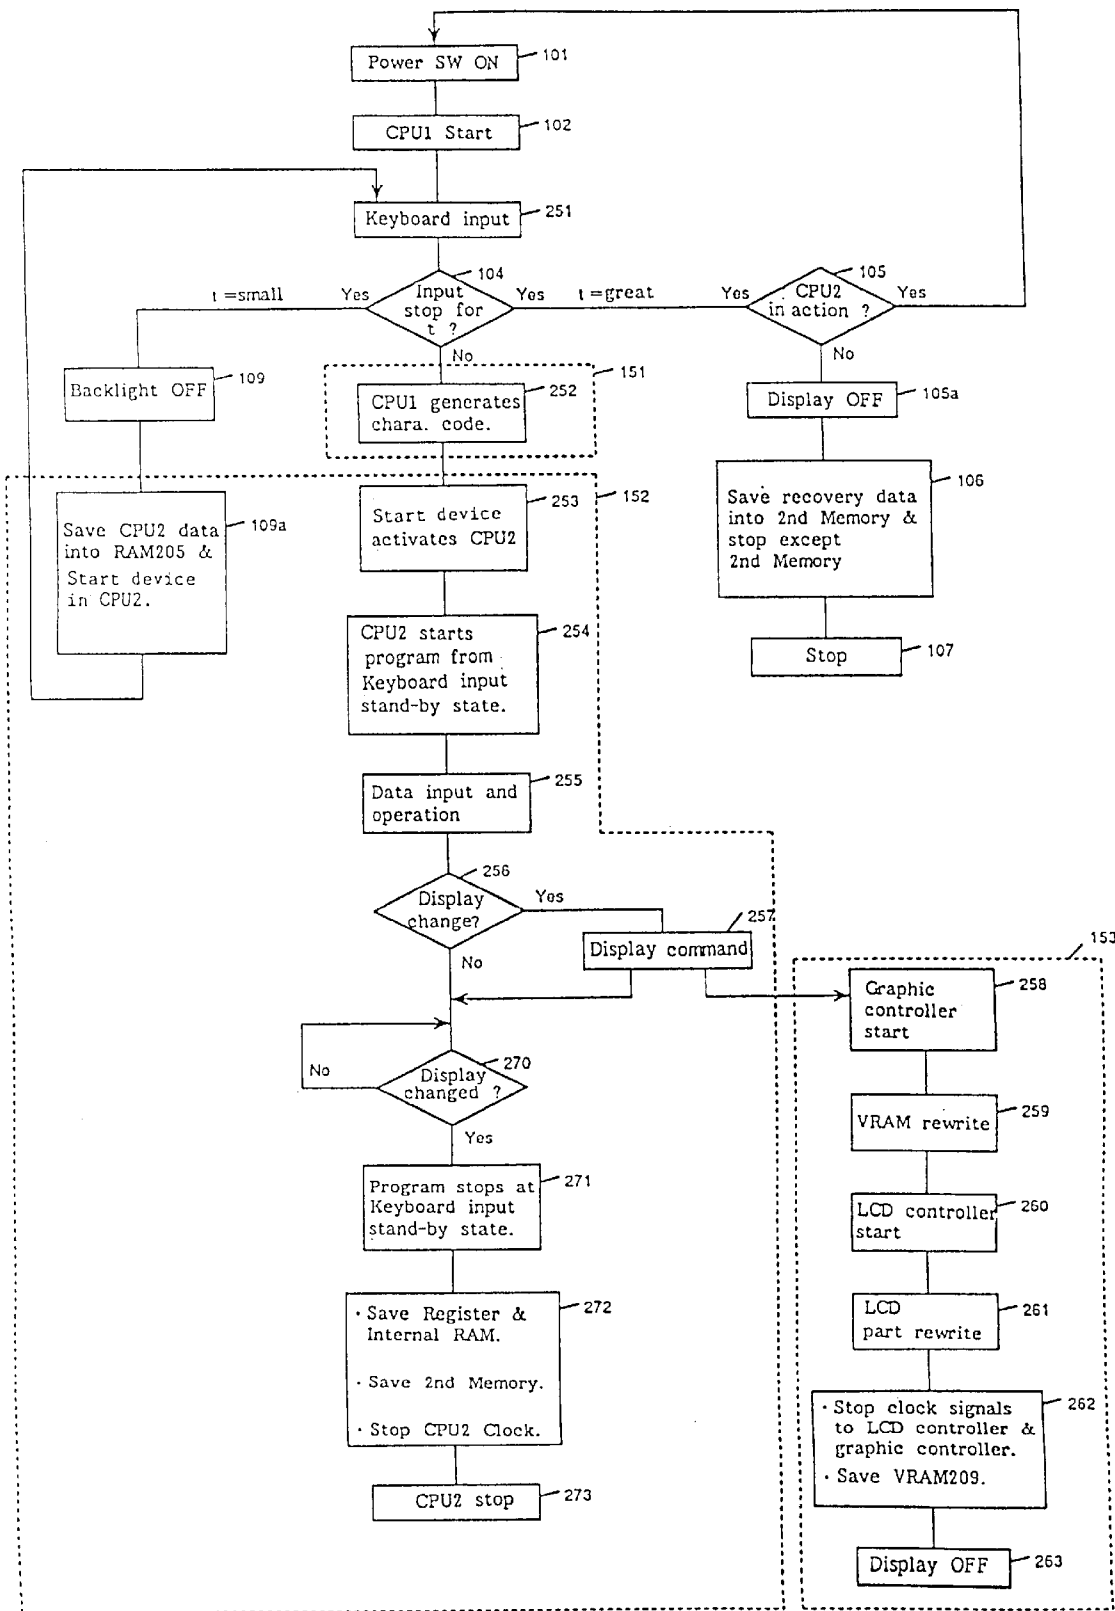 Power SW ON
101
CPU1 Start
102
Keyboard input
251
104
Input
stop for
t ?
t=small
Yes
Yes
t=great
No
105
CPU2
in action ?
Yes
Yes
No
Backlight OFF
109
151
CPU1 generates
chara. code.
252
Display OFF
105a
152
Save CPU2 data
into RAM205 &
Start device
in CPU2.
109a
Start device
activates CPU2
253
Save recovery data
into 2nd Memory &
stop except
2nd Memory
106
CPU2 starts
program from
Keyboard input
stand-by state.
254
Stop
107
Data input and
operation
255
256
Display
change?
Yes
No
Display command
257
153
Graphic
controller
start
258
270
Display
changed ?
No
Yes
VRAM rewrite
259
Program stops at
Keyboard input
stand-by state.
271
LCD controller
start
260
· Save Register &
Internal RAM.
· Save 2nd Memory.
· Stop CPU2 Clock.
272
LCD
part rewrite
261
· Stop clock signals
to LCD controller &
graphic controller.
· Save VRAM209.
262
CPU2 stop
273
Display OFF
263